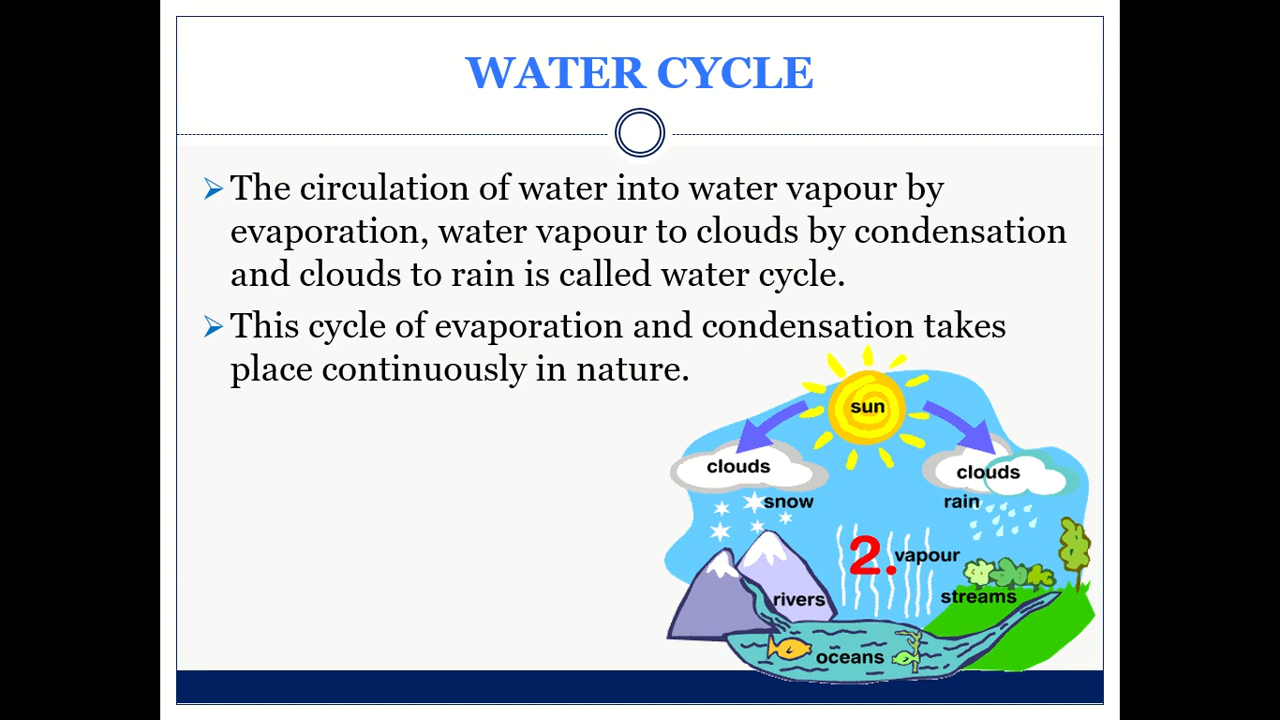 WATER CYCLE
The circulation of water into water vapour by
evaporation, water vapour to clouds by condensation
and clouds to rain is called water cycle.
This cycle of evaporation and condensation takes
place continuously in nature.
sun
clouds
clouds
snow
rain
2.
vapour
rivers
streams
oceans